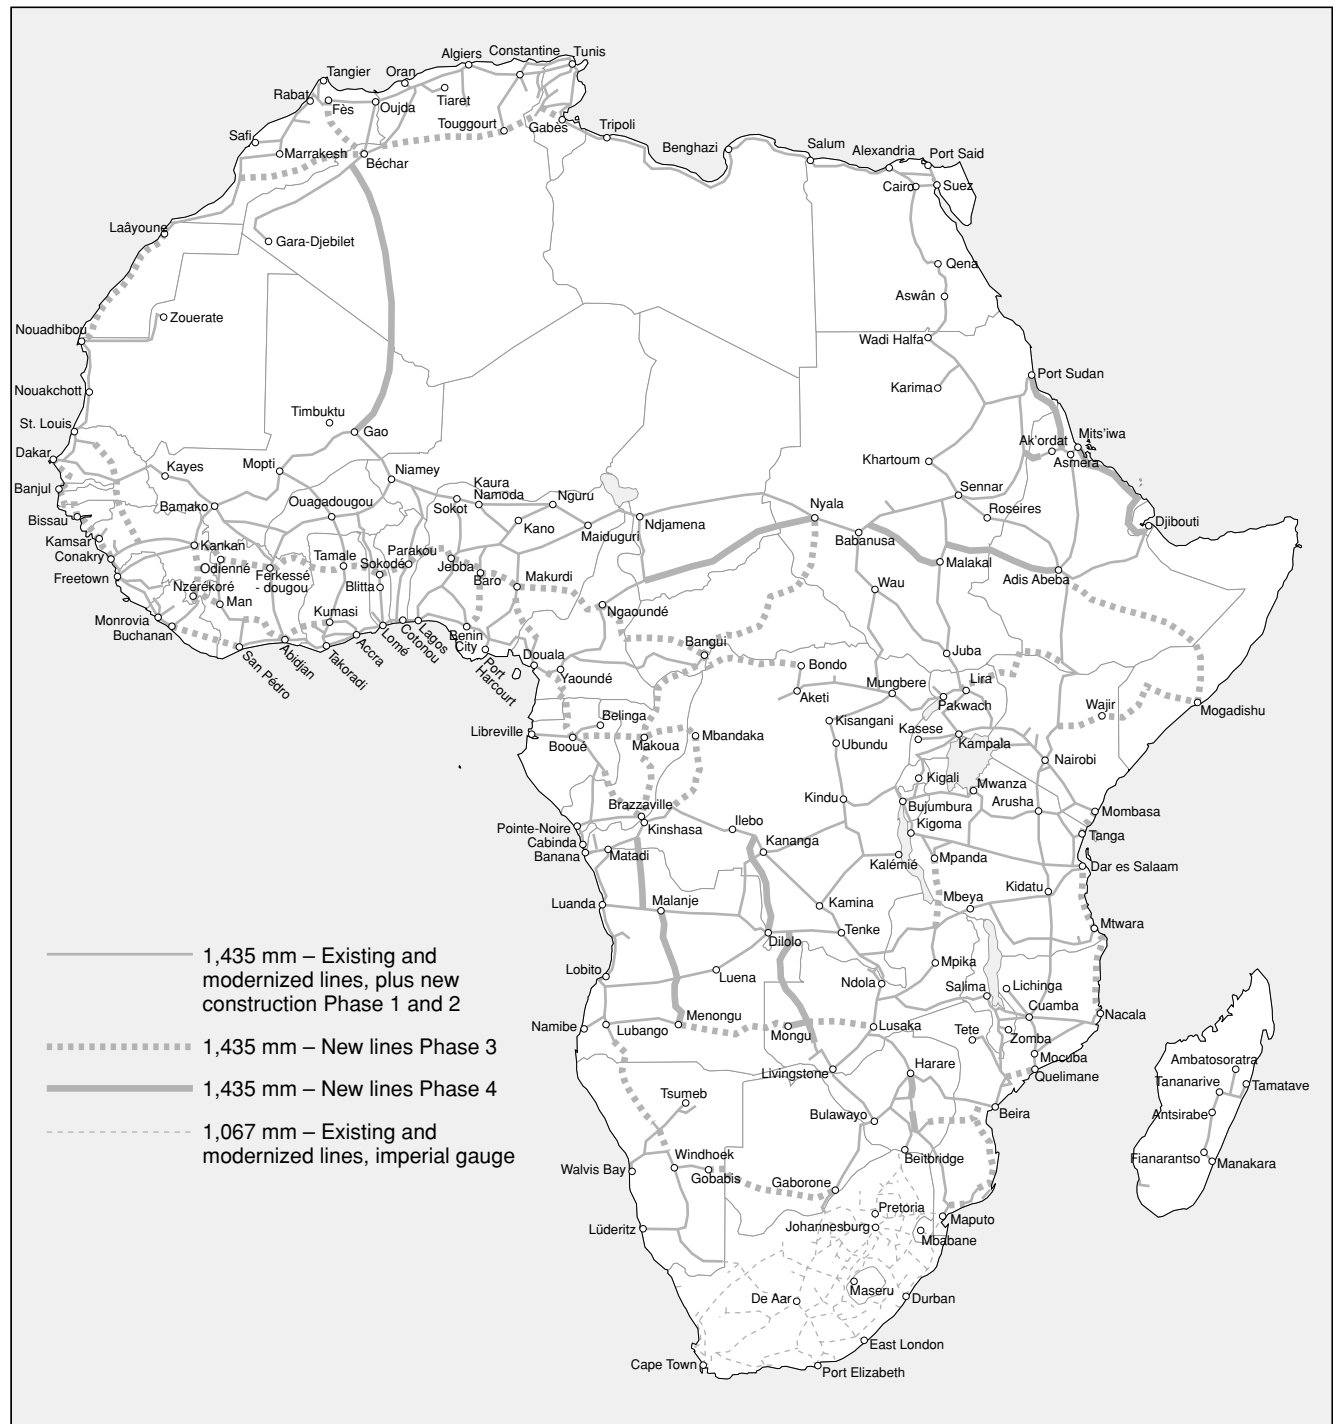 Algiers
Constantine
Tunis
Tangier
Oran
Rabat
Fès
Oujda
Tiaret
Touggourt
Gabès
Tripoli
Safi
Marrakesh
Béchar
Benghazi
Salum
Alexandria
Port Said
Cairo
Suez
Laâyoune
Gara-Djebilet
Qena
Aswân
Zouerate
Nouadhibou
Wadi Halfa
Port Sudan
Karima
Nouakchott
Timbuktu
St. Louis
Gao
Ak'ordat
Mits'iwa
Asmera
Dakar
Kayes
Mopti
Niamey
Khartoum
Banjul
Kaura
Namoda
Nguru
Sennar
Bamako
Ouagadougou
Sokot
Nyala
Roseires
Bissau
Kano
Maiduguri
Ndjamena
Babanusa
Djibouti
Kamsar
Conakry
Kankan
Odienné
Tamale
Parakou
Sokodé
Jebba
Malakal
Adis Abeba
Freetown
Ferkessé
- dougou
Blitta
Baro
Makurdi
Nzérékoré
Man
Wau
Ngaoundé
Monrovia
Buchanan
Kumasi
San Pédro
Abidjan
Takoradi
Accra
Lomé
Cotonou
Lagos
Benin
City
Port
Harcourt
Douala
Yaoundé
Bangui
Juba
Bondo
Aketi
Mungbere
Lira
Pakwach
Wajir
Mogadishu
Libreville
Belinga
Booué
Makoua
Mbandaka
Kisangani
Ubundu
Kasese
Kampala
Nairobi
Kigali
Mwanza
Kindu
Bujumbura
Arusha
Mombasa
Brazzaville
Kinshasa
Ilebo
Kigoma
Tanga
Pointe-Noire
Cabinda
Banana
Matadi
Kananga
Kalémié
Mpanda
Dar es Salaam
Kidatu
Luanda
Malanje
Kamina
Mbeya
Mtwara
Dilolo
Tenke
1,435 mm – Existing and
modernized lines, plus new
construction Phase 1 and 2
Lobito
Luena
Ndola
Mpika
Salima
Lichinga
Cuamba
Nacala
Namibe
Lubango
Menongu
Mongu
Lusaka
Tete
Zomba
Mocuba
Quelimane
1,435 mm – New lines Phase 3
Livingstone
Harare
Ambatosoratra
Tananarive
Tamatave
1,435 mm – New lines Phase 4
Tsumeb
Bulawayo
Beira
Antsirabe
1,067 mm – Existing and
modernized lines, imperial gauge
Walvis Bay
Windhoek
Gobabis
Gaborone
Beitbridge
Fianarantso
Manakara
Lüderitz
Pretoria
Johannesburg
Maputo
Mbabane
De Aar
Maseru
Durban
East London
Cape Town
Port Elizabeth